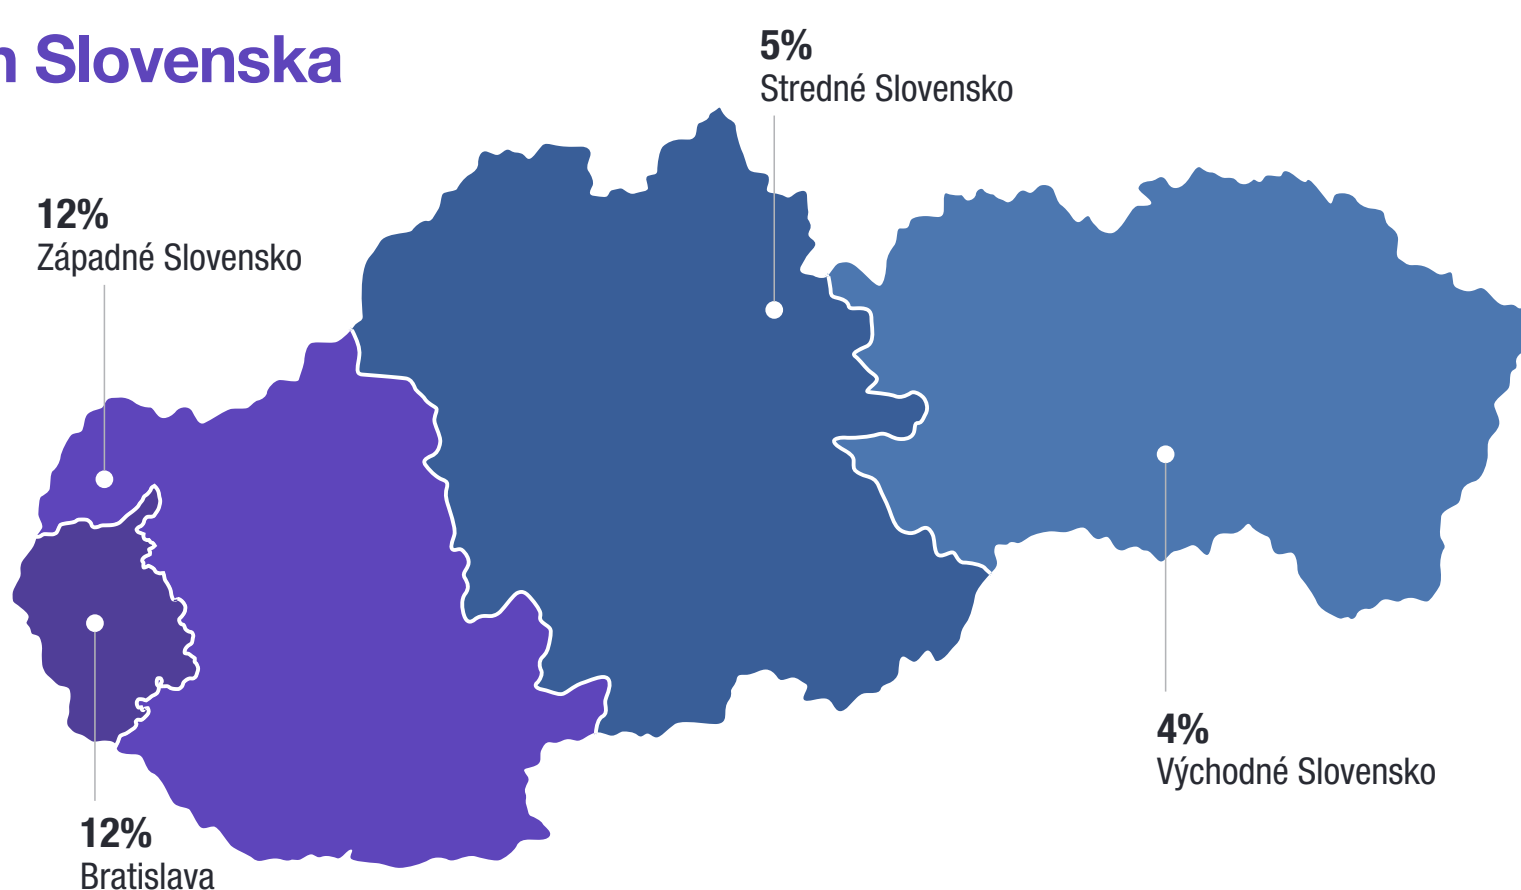 n Slovenska
5%
Stredné Slovensko
12%
Západné Slovensko
4%
Východné Slovensko
12%
Bratislava